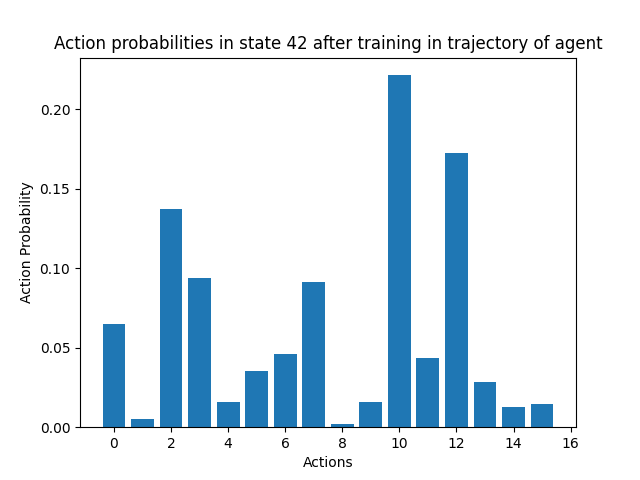 Action probabilities in state 42 after training in trajectory of agent
Action Probability
0.20
0.15
0.10
0.05
0.00
0 2 4 6 8 10 12 14 16
Actions